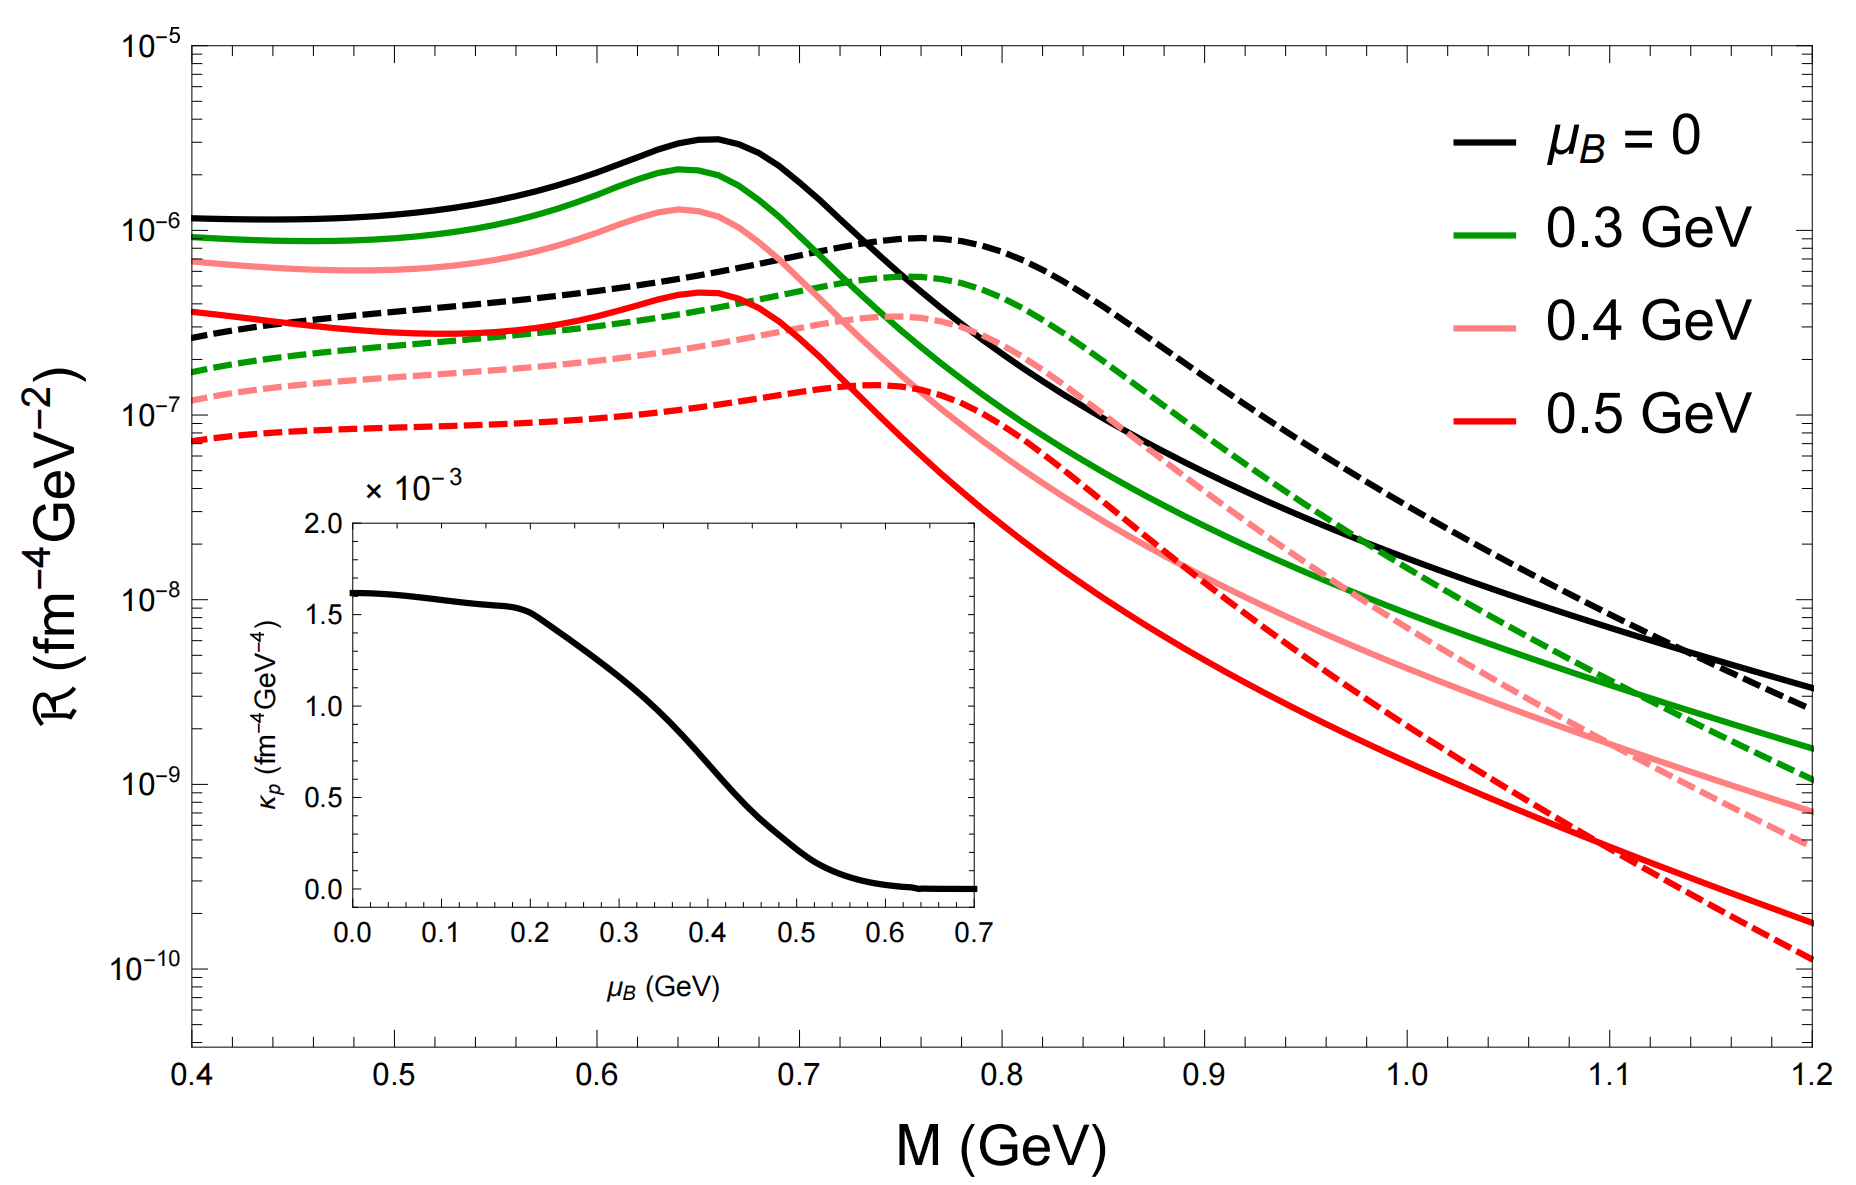 10−5
10−6
10−7
10−8
10−9
10−10
ℛ (fm−4GeV−2)
μB = 0
0.3 GeV
0.4 GeV
0.5 GeV
× 10−3
2.0
1.5
1.0
0.5
0.0
κp (fm−4GeV−4)
0.0 0.1 0.2 0.3 0.4 0.5 0.6 0.7
μB (GeV)
0.4 0.5 0.6 0.7 0.8 0.9 1.0 1.1 1.2
M (GeV)